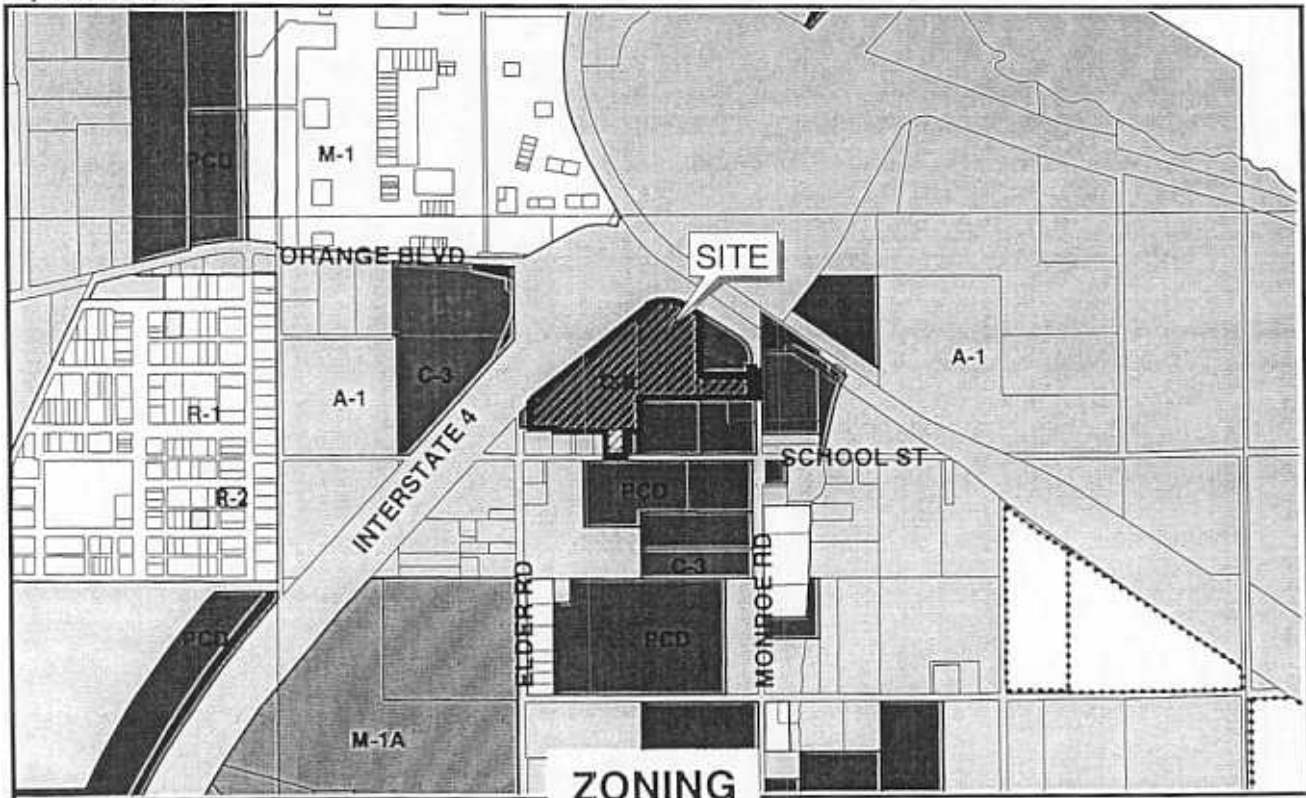 PCD
M-1
ORANGE BLVD
SITE
A-1
C-3
A-1
R-1
R-2
INTERSTATE 4
SCHOOL ST
PCD
C-3
ELDER RD
MONROE RD
PCD
PCD
M-1A
ZONING